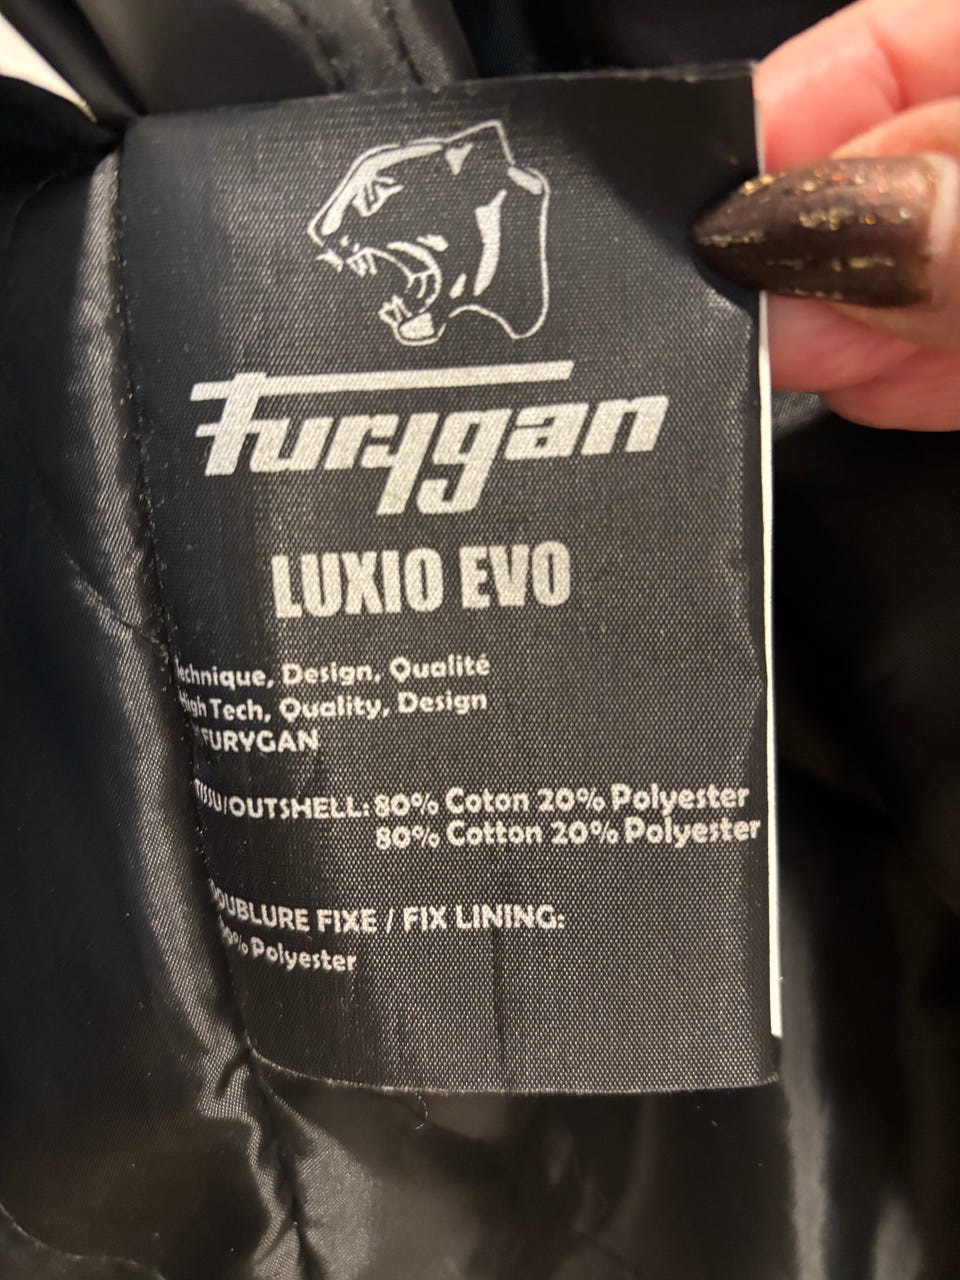 Furygan
LUXIO EVO
Technique, Design, Qualité
High Tech, Quality, Design
FURYGAN
TISSU/OUTSHELL: 80% Coton 20% Polyester
80% Cotton 20% Polyester
DOUBLURE FIXE / FIX LINING:
Polyester